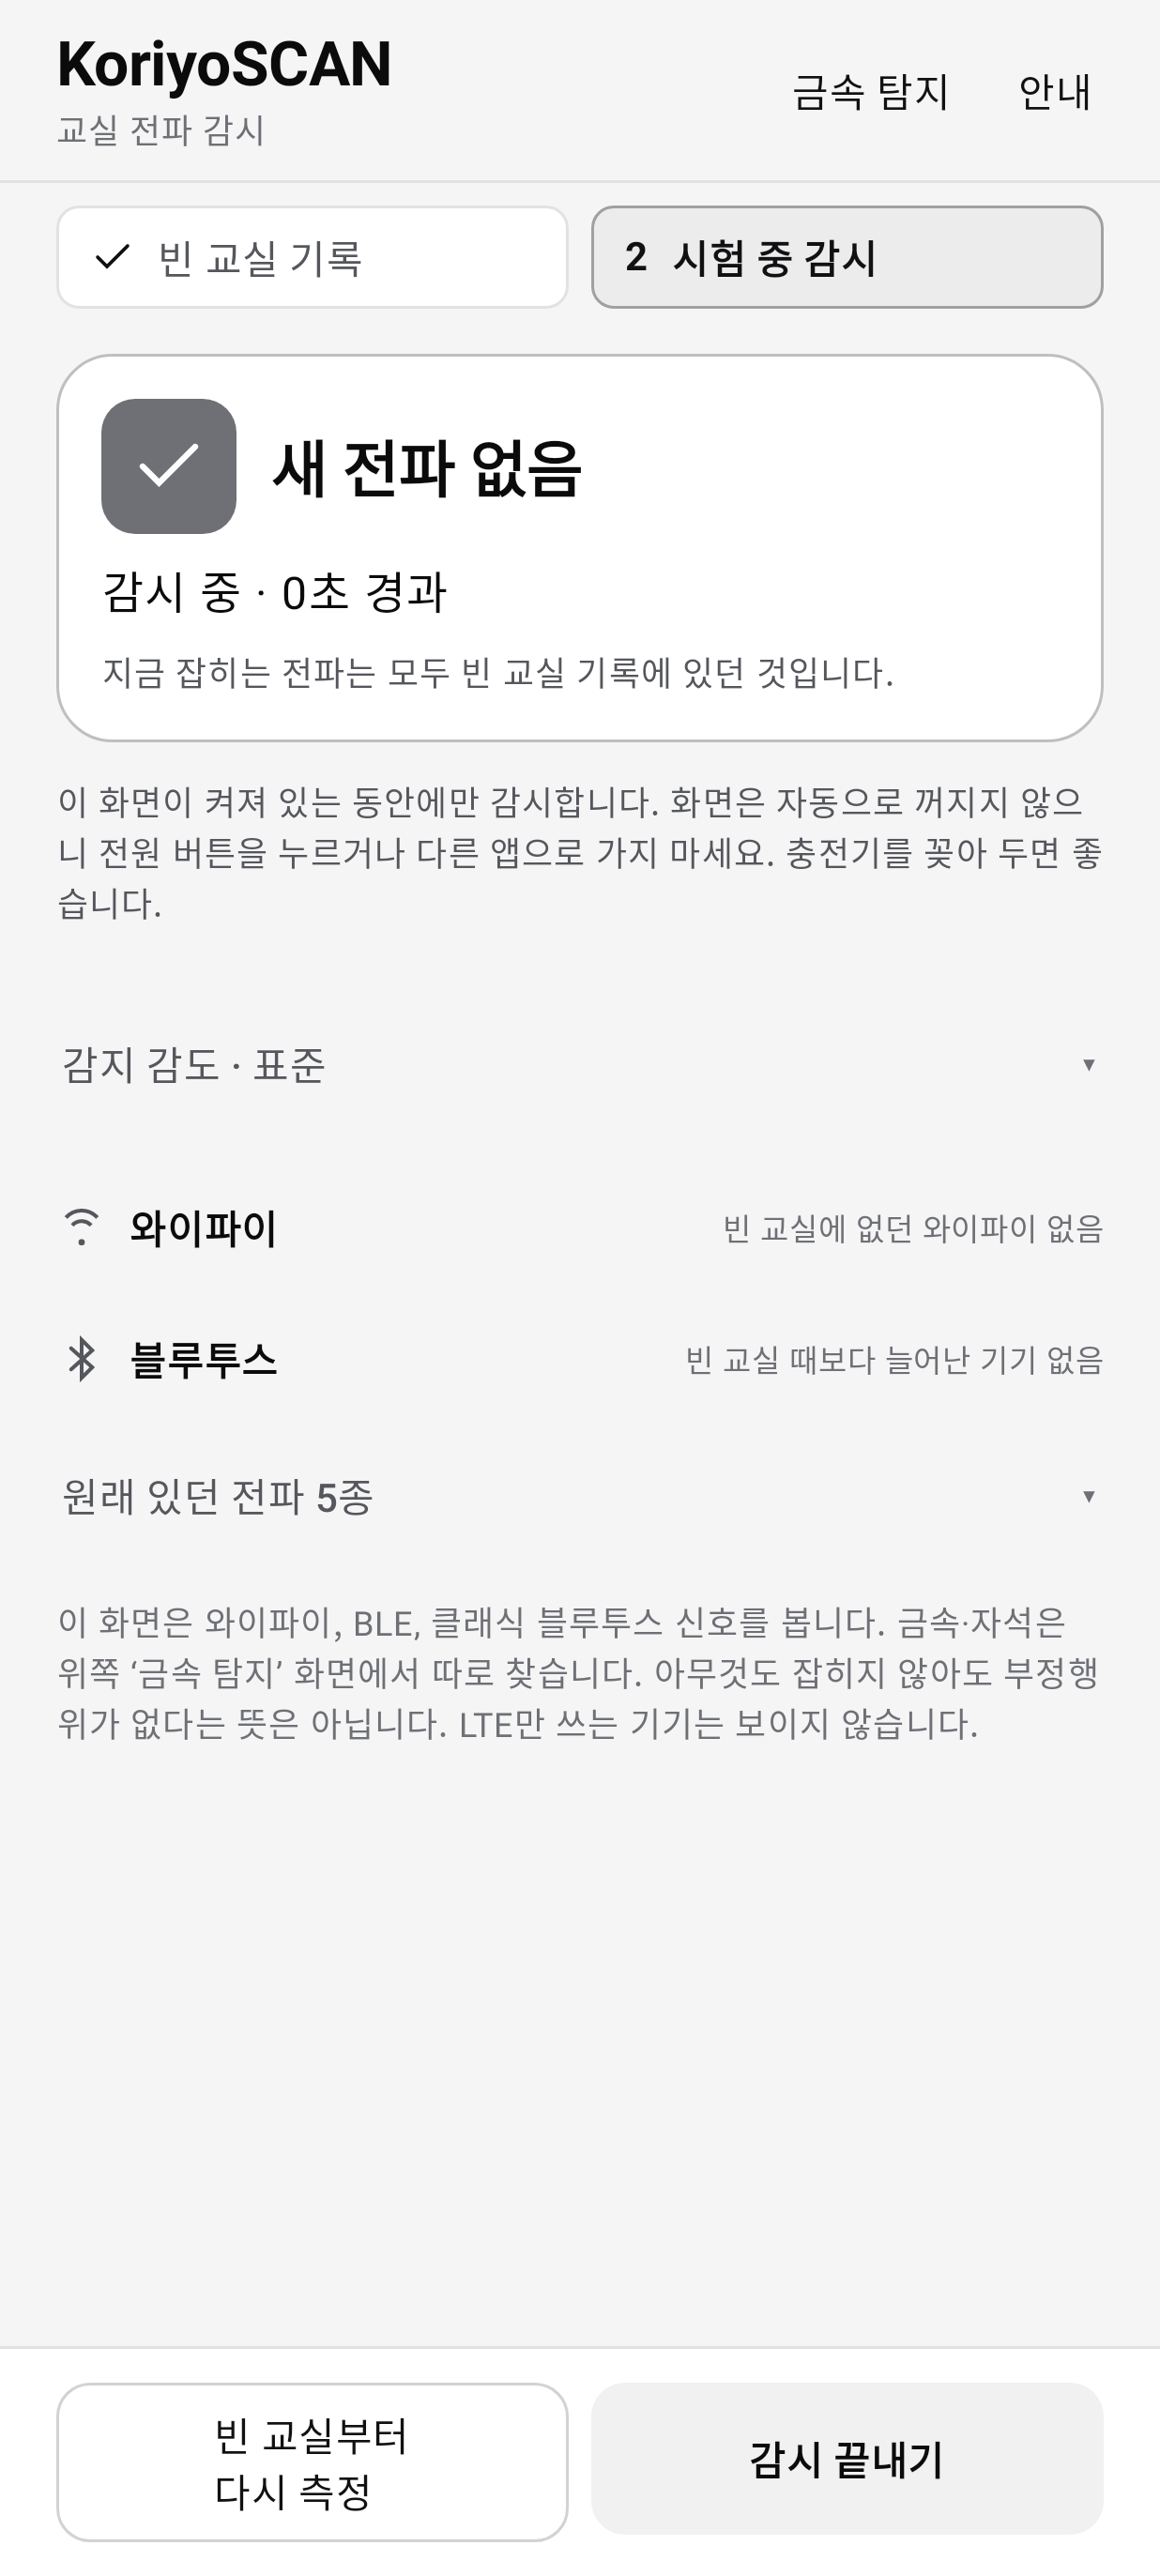 KoriyoSCAN
교실 전파 감시
금속 탐지
안내
빈 교실 기록
2 시험 중 감시
새 전파 없음
감시 중 · 0초 경과
지금 잡히는 전파는 모두 빈 교실 기록에 있던 것입니다.
이 화면이 켜져 있는 동안에만 감시합니다. 화면은 자동으로 꺼지지 않으
니 전원 버튼을 누르거나 다른 앱으로 가지 마세요. 충전기를 꽂아 두면 좋
습니다.
감지 감도 · 표준 ▾
와이파이
빈 교실에 없던 와이파이 없음
블루투스
빈 교실 때보다 늘어난 기기 없음
원래 있던 전파 5종 ▾
이 화면은 와이파이, BLE, 클래식 블루투스 신호를 봅니다. 금속·자석은
위쪽 ‘금속 탐지’ 화면에서 따로 찾습니다. 아무것도 잡히지 않아도 부정행
위가 없다는 뜻은 아닙니다. LTE만 쓰는 기기는 보이지 않습니다.
빈 교실부터
다시 측정
감시 끝내기